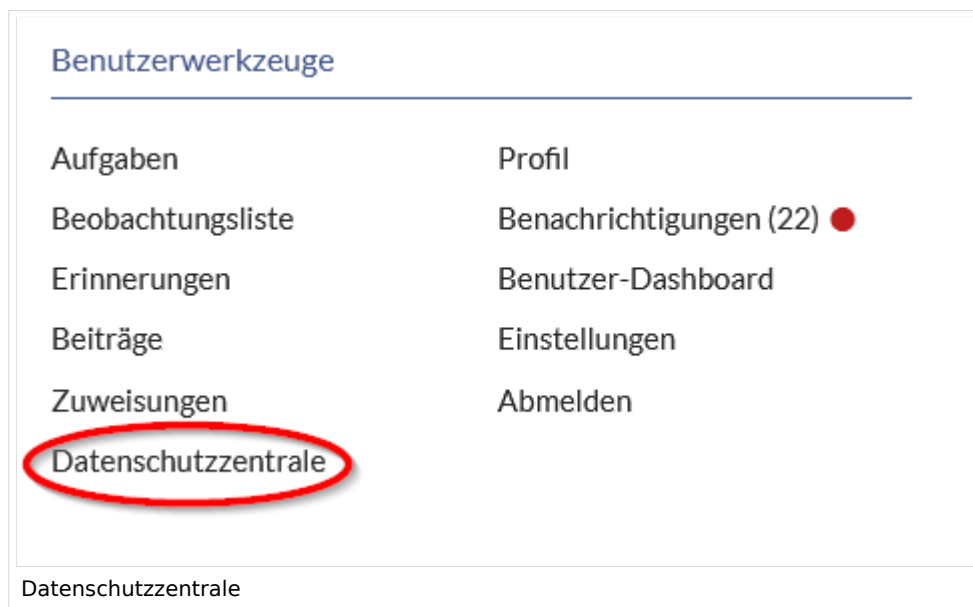 Benutzerwerkzeuge
Aufgaben
Beobachtungsliste
Erinnerungen
Beiträge
Zuweisungen
Datenschutzzentrale
Profil
Benachrichtigungen (22)
Benutzer-Dashboard
Einstellungen
Abmelden
Datenschutzzentrale